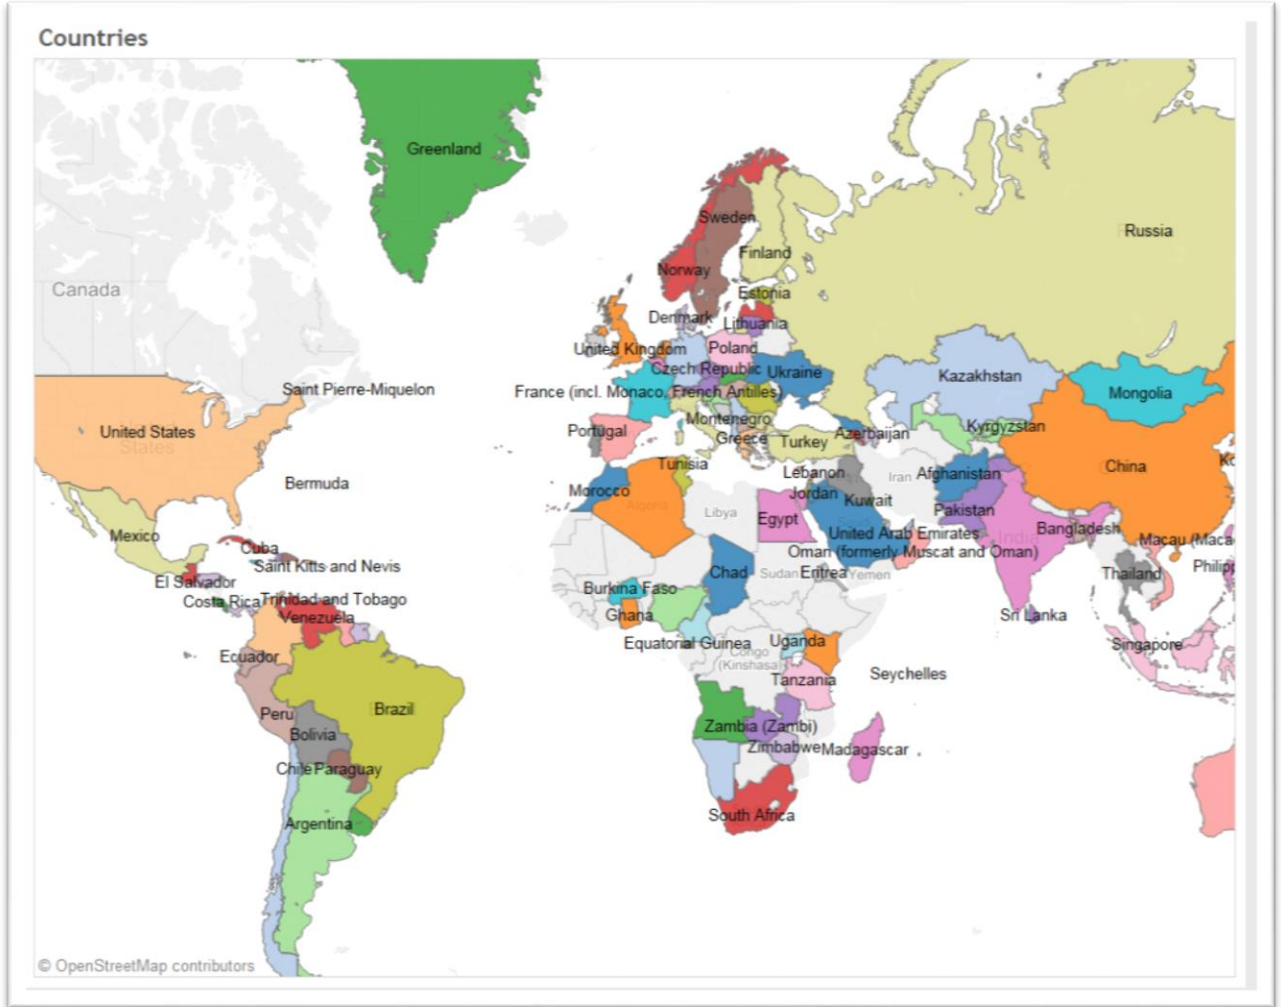 Countries
Greenland
Sweden
Russia
Finland
Norway
Canada
Estonia
Denmark
Lithuania
United Kingdom
Poland
Czech Republic
Ukraine
Kazakhstan
Saint Pierre-Miquelon
France (incl. Monaco, French Antilles)
Mongolia
Montenegro
Kyrgyzstan
United States
States
Portugal
Greece
Turkey
Azerbaijan
Tunisia
China
Lebanon
Iran
Afghanistan
Bermuda
Morocco
Jordan
Kuwait
Algeria
Libya
Egypt
Pakistan
Mexico
United Arab Emirates
India
Bangladesh
Macau (Maca
Cuba
Oman (formerly Muscat and Oman)
Saint Kitts and Nevis
Chad
Sudan
Eritrea
Yemen
Thailand
Philipp
El Salvador
Burkina Faso
Costa Rica
Trinidad and Tobago
Venezuela
Ghana
Sri Lanka
Equatorial Guinea
Uganda
Singapore
Congo
(Kinshasa)
Ecuador
Seychelles
Tanzania
Peru
Brazil
Zambia (Zambi)
Bolivia
Zimbabwe
Madagascar
Chile
Paraguay
Argentina
South Africa
© OpenStreetMap contributors